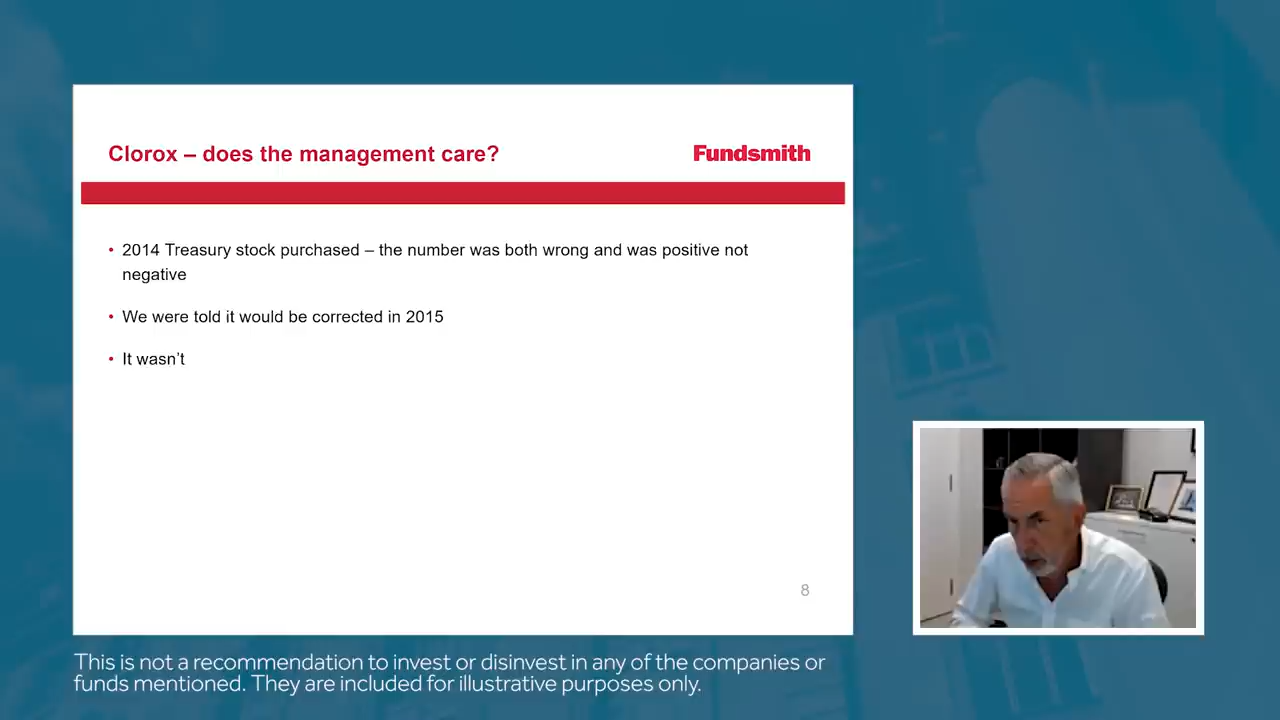 Clorox – does the management care?
Fundsmith
• 2014 Treasury stock purchased – the number was both wrong and was positive not
negative
• We were told it would be corrected in 2015
• It wasn’t
8
This is not a recommendation to invest or disinvest in any of the companies or
funds mentioned. They are included for illustrative purposes only.